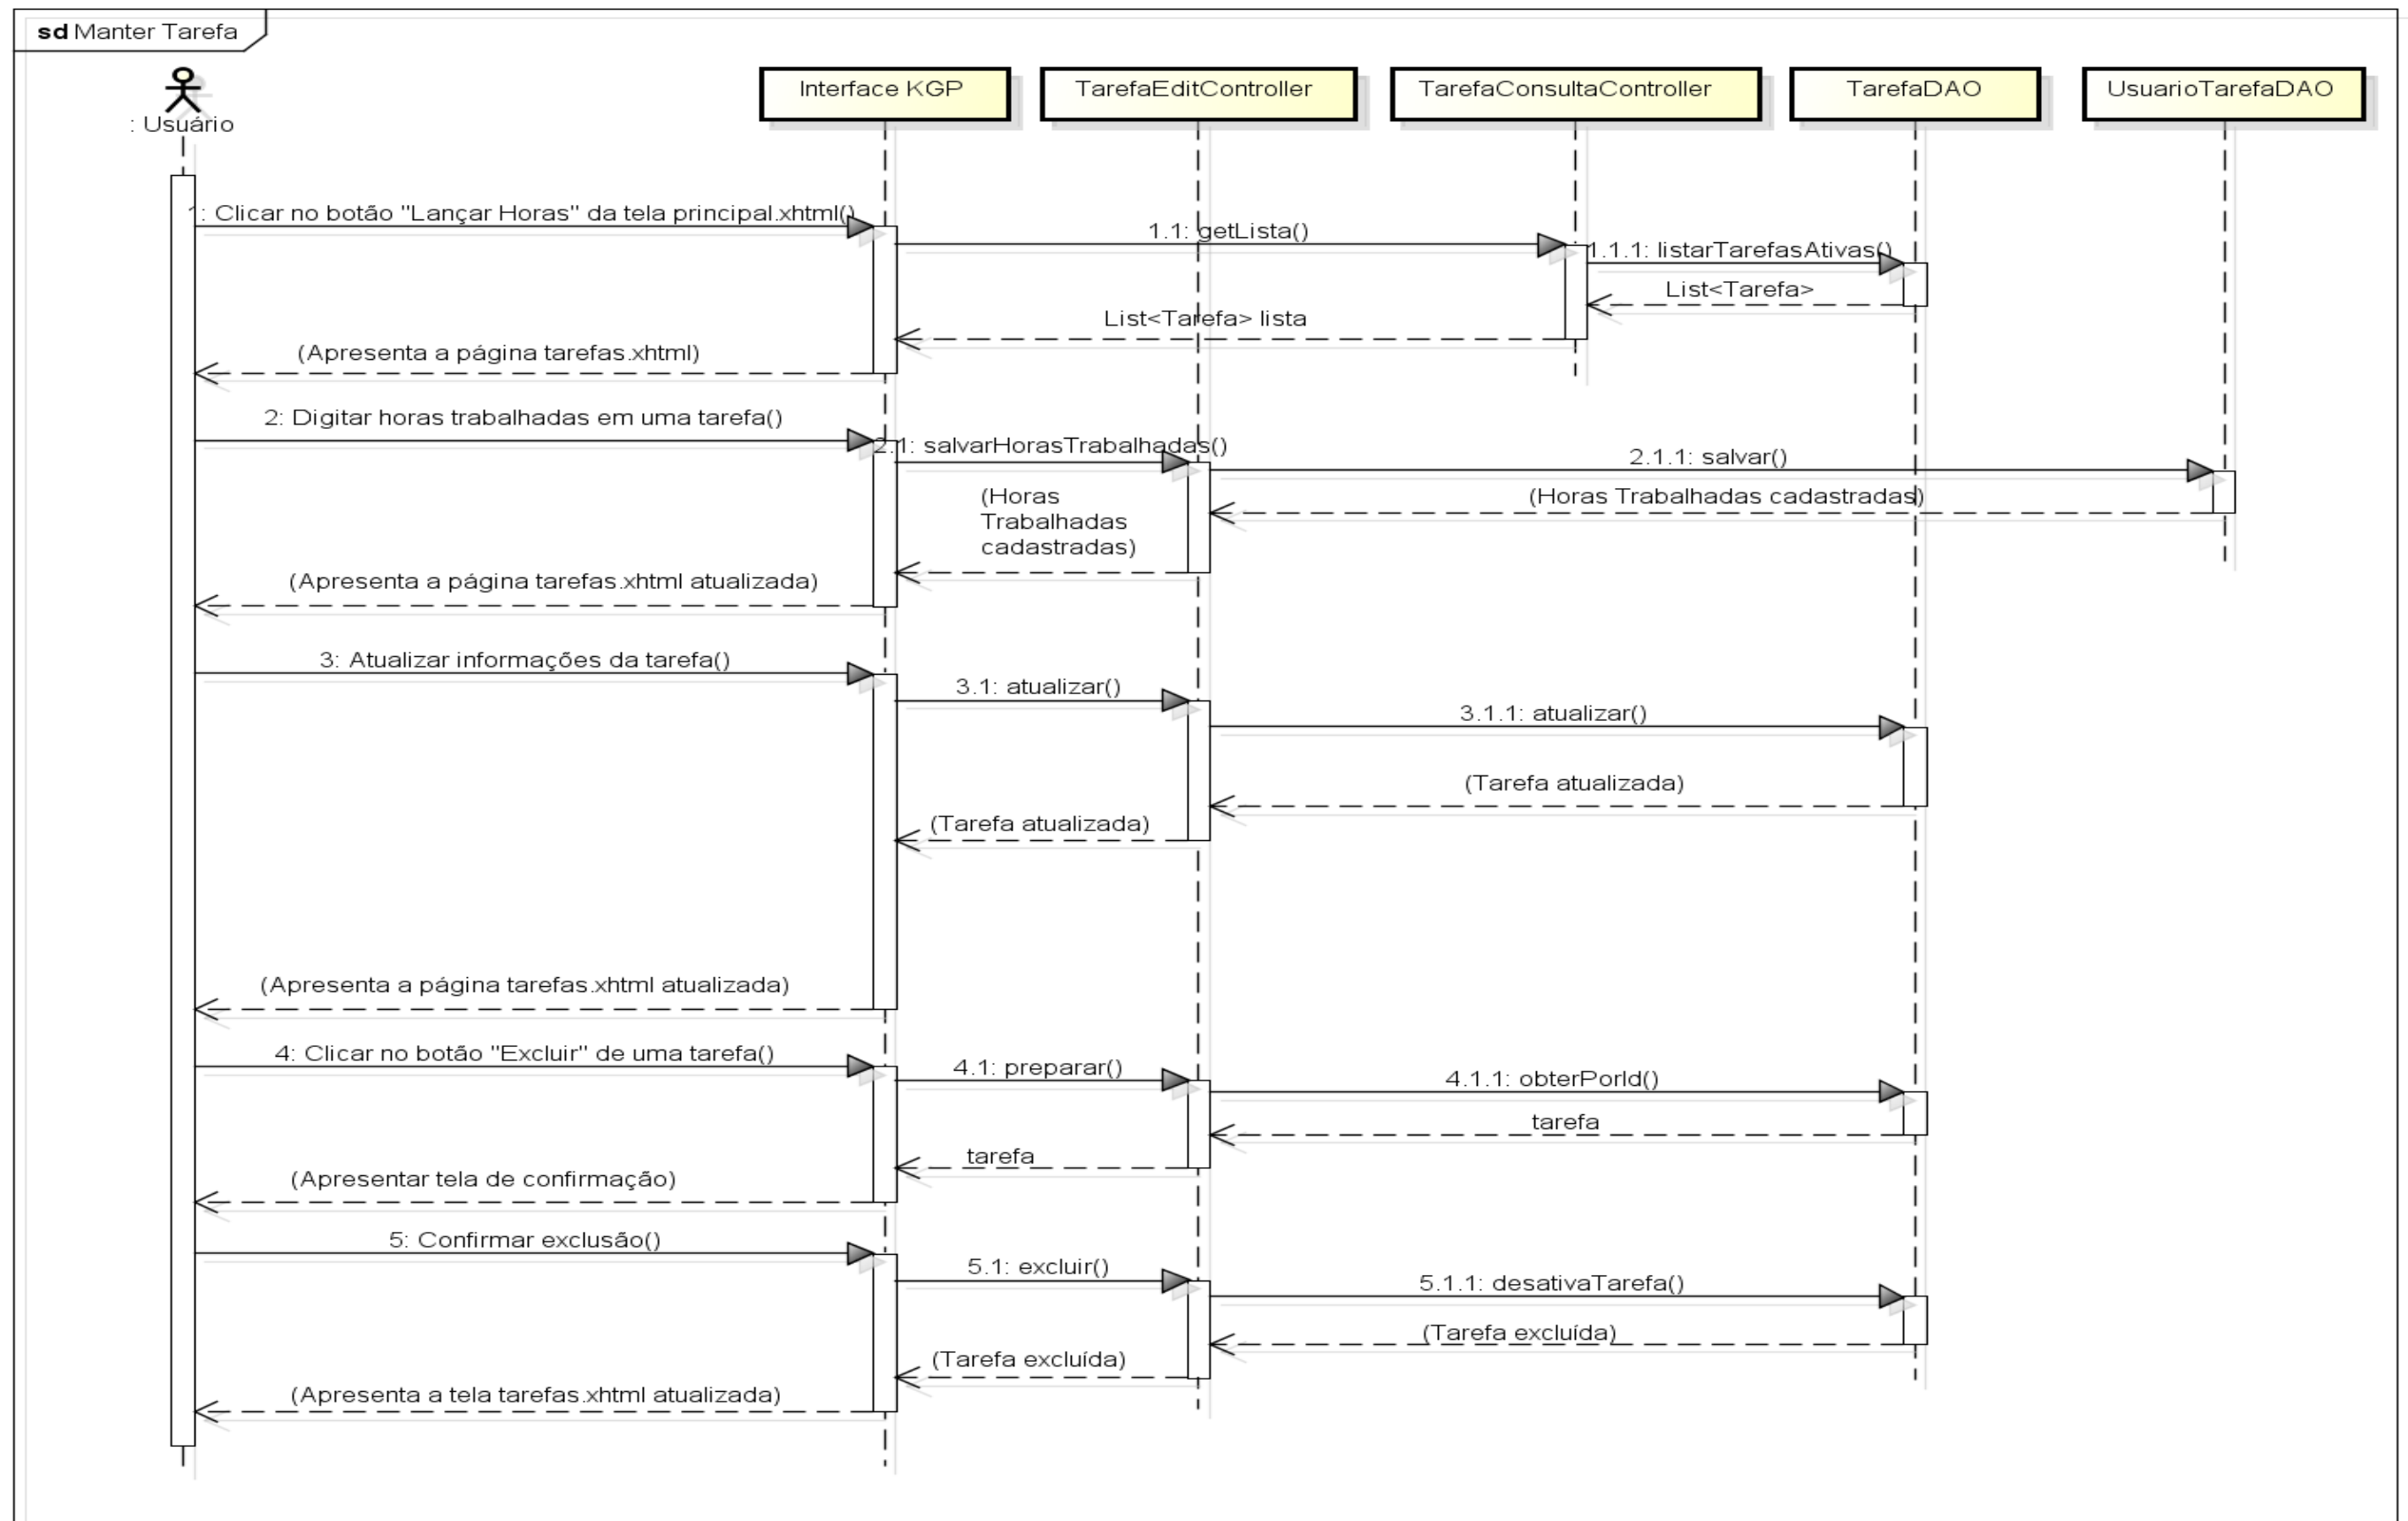 sd Manter Tarefa
: Usuário
Interface KGP
TarefaEditController
TarefaConsultaController
TarefaDAO
UsuarioTarefaDAO
1: Clicar no botão "Lançar Horas" da tela principal.xhtml()
1.1: getLista()
1.1.1: listarTarefasAtivas()
List<Tarefa>
List<Tarefa> lista
(Apresenta a página tarefas.xhtml)
2: Digitar horas trabalhadas em uma tarefa()
2.1: salvarHorasTrabalhadas()
2.1.1: salvar()
(Horas Trabalhadas cadastradas)
(Horas
Trabalhadas
cadastradas)
(Apresenta a página tarefas.xhtml atualizada)
3: Atualizar informações da tarefa()
3.1: atualizar()
3.1.1: atualizar()
(Tarefa atualizada)
(Tarefa atualizada)
(Apresenta a página tarefas.xhtml atualizada)
4: Clicar no botão "Excluir" de uma tarefa()
4.1: preparar()
4.1.1: obterPorId()
tarefa
tarefa
(Apresentar tela de confirmação)
5: Confirmar exclusão()
5.1: excluir()
5.1.1: desativaTarefa()
(Tarefa excluída)
(Tarefa excluída)
(Apresenta a tela tarefas.xhtml atualizada)